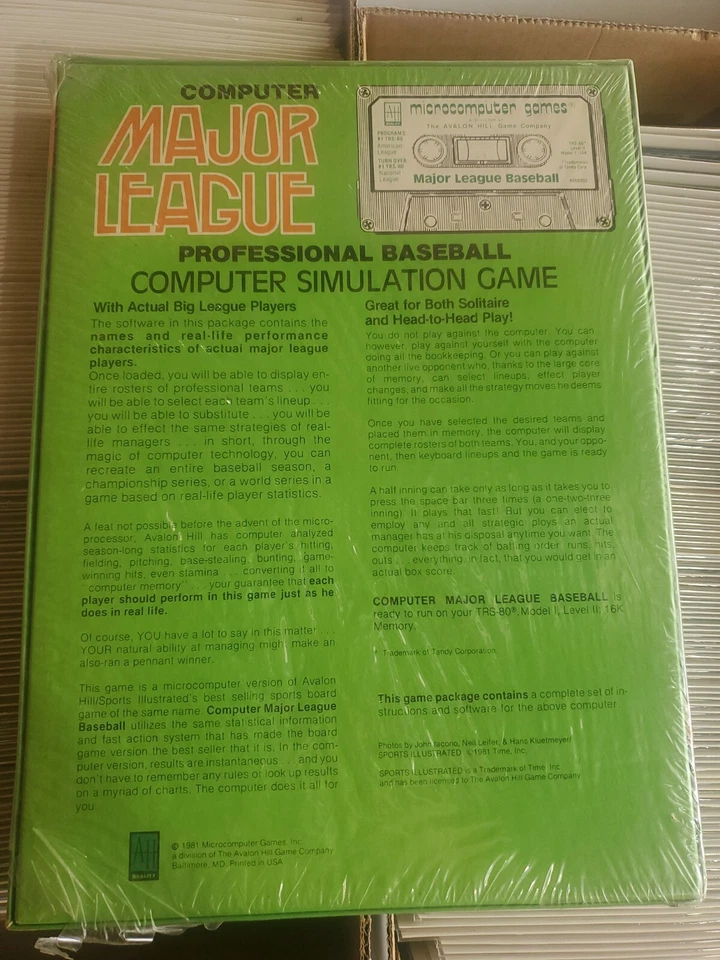 COMPUTER
MAJOR
LEAGUE
microcomputer games
The AVALON HILL Game Company
PROGRAMS
#1 TRS-80
American
League
TURN OVER
#1 TRS-80
National
League
TRS-80
Level II
Major League Baseball
PROFESSIONAL BASEBALL
COMPUTER SIMULATION GAME
With Actual Big League Players
The software in this package contains the
names and real-life performance
characteristics of actual major league
players.
Once loaded, you will be able to display en-
tire rosters of professional teams . . . you
will be able to select each team's lineup . . .
you will be able to substitute . . . you will be
able to effect the same strategies of real-
life managers . . . in short, through the
magic of computer technology, you can
recreate an entire baseball season, a
championship series, or a world series in a
game based on real-life player statistics.
A feat not possible before the advent of the micro-
processor, Avalon Hill has computer analyzed
season-long statistics for each player's hitting,
fielding, pitching, base-stealing, bunting, game-
winning hits, even stamina . . . converting it all to
"computer memory" . . . your guarantee that each
player should perform in this game just as he
does in real life.
Of course, YOU have a lot to say in this matter . . .
YOUR natural ability at managing might make an
also-ran a pennant winner.
This game is a microcomputer version of Avalon
Hill/Sports Illustrated's best selling sports board
game of the same name. Computer Major League
Baseball utilizes the same statistical information
and fast action system that has made the board
game version the best seller that it is. In the com-
puter version, results are instantaneous . . . and you
don't have to remember any rules or look up results
on a myriad of charts. The computer does it all for
you.
Great for Both Solitaire
and Head-to-Head Play!
You do not play against the computer. You can
however, play against yourself with the computer
doing all the bookkeeping. Or you can play against
another live opponent who, thanks to the large core
of memory, can select lineups, effect player
changes, and make all the strategy moves he deems
fitting for the occasion.
Once you have selected the desired teams and
placed them in memory, the computer will display
complete rosters of both teams. You, and your oppo-
nent, then keyboard lineups and the game is ready
to run.
A half inning can take only as long as it takes you to
press the space bar three times (a one-two-three
inning). It plays that fast! But you can elect to
employ any and all strategic ploys an actual
manager has at his disposal anytime you want. The
computer keeps track of batting order, runs, hits,
outs . . . everything, in fact, that you would get in an
actual box score.
COMPUTER MAJOR LEAGUE BASEBALL is
ready to run on your TRS-80®, Model I, Level II; 16K
Memory.
* Trademark of Tandy Corporation.
This game package contains a complete set of in-
structions and software for the above computer.
Photos by John Iacono, Neil Leifer, & Hans Kluetmeyer/
SPORTS ILLUSTRATED ©1981 Time, Inc.
SPORTS ILLUSTRATED is a Trademark of Time Inc.
and has been licensed to The Avalon Hill Game Company
AH
© 1981 Microcomputer Games, Inc.
a division of The Avalon Hill Game Company
Baltimore, MD. Printed in USA